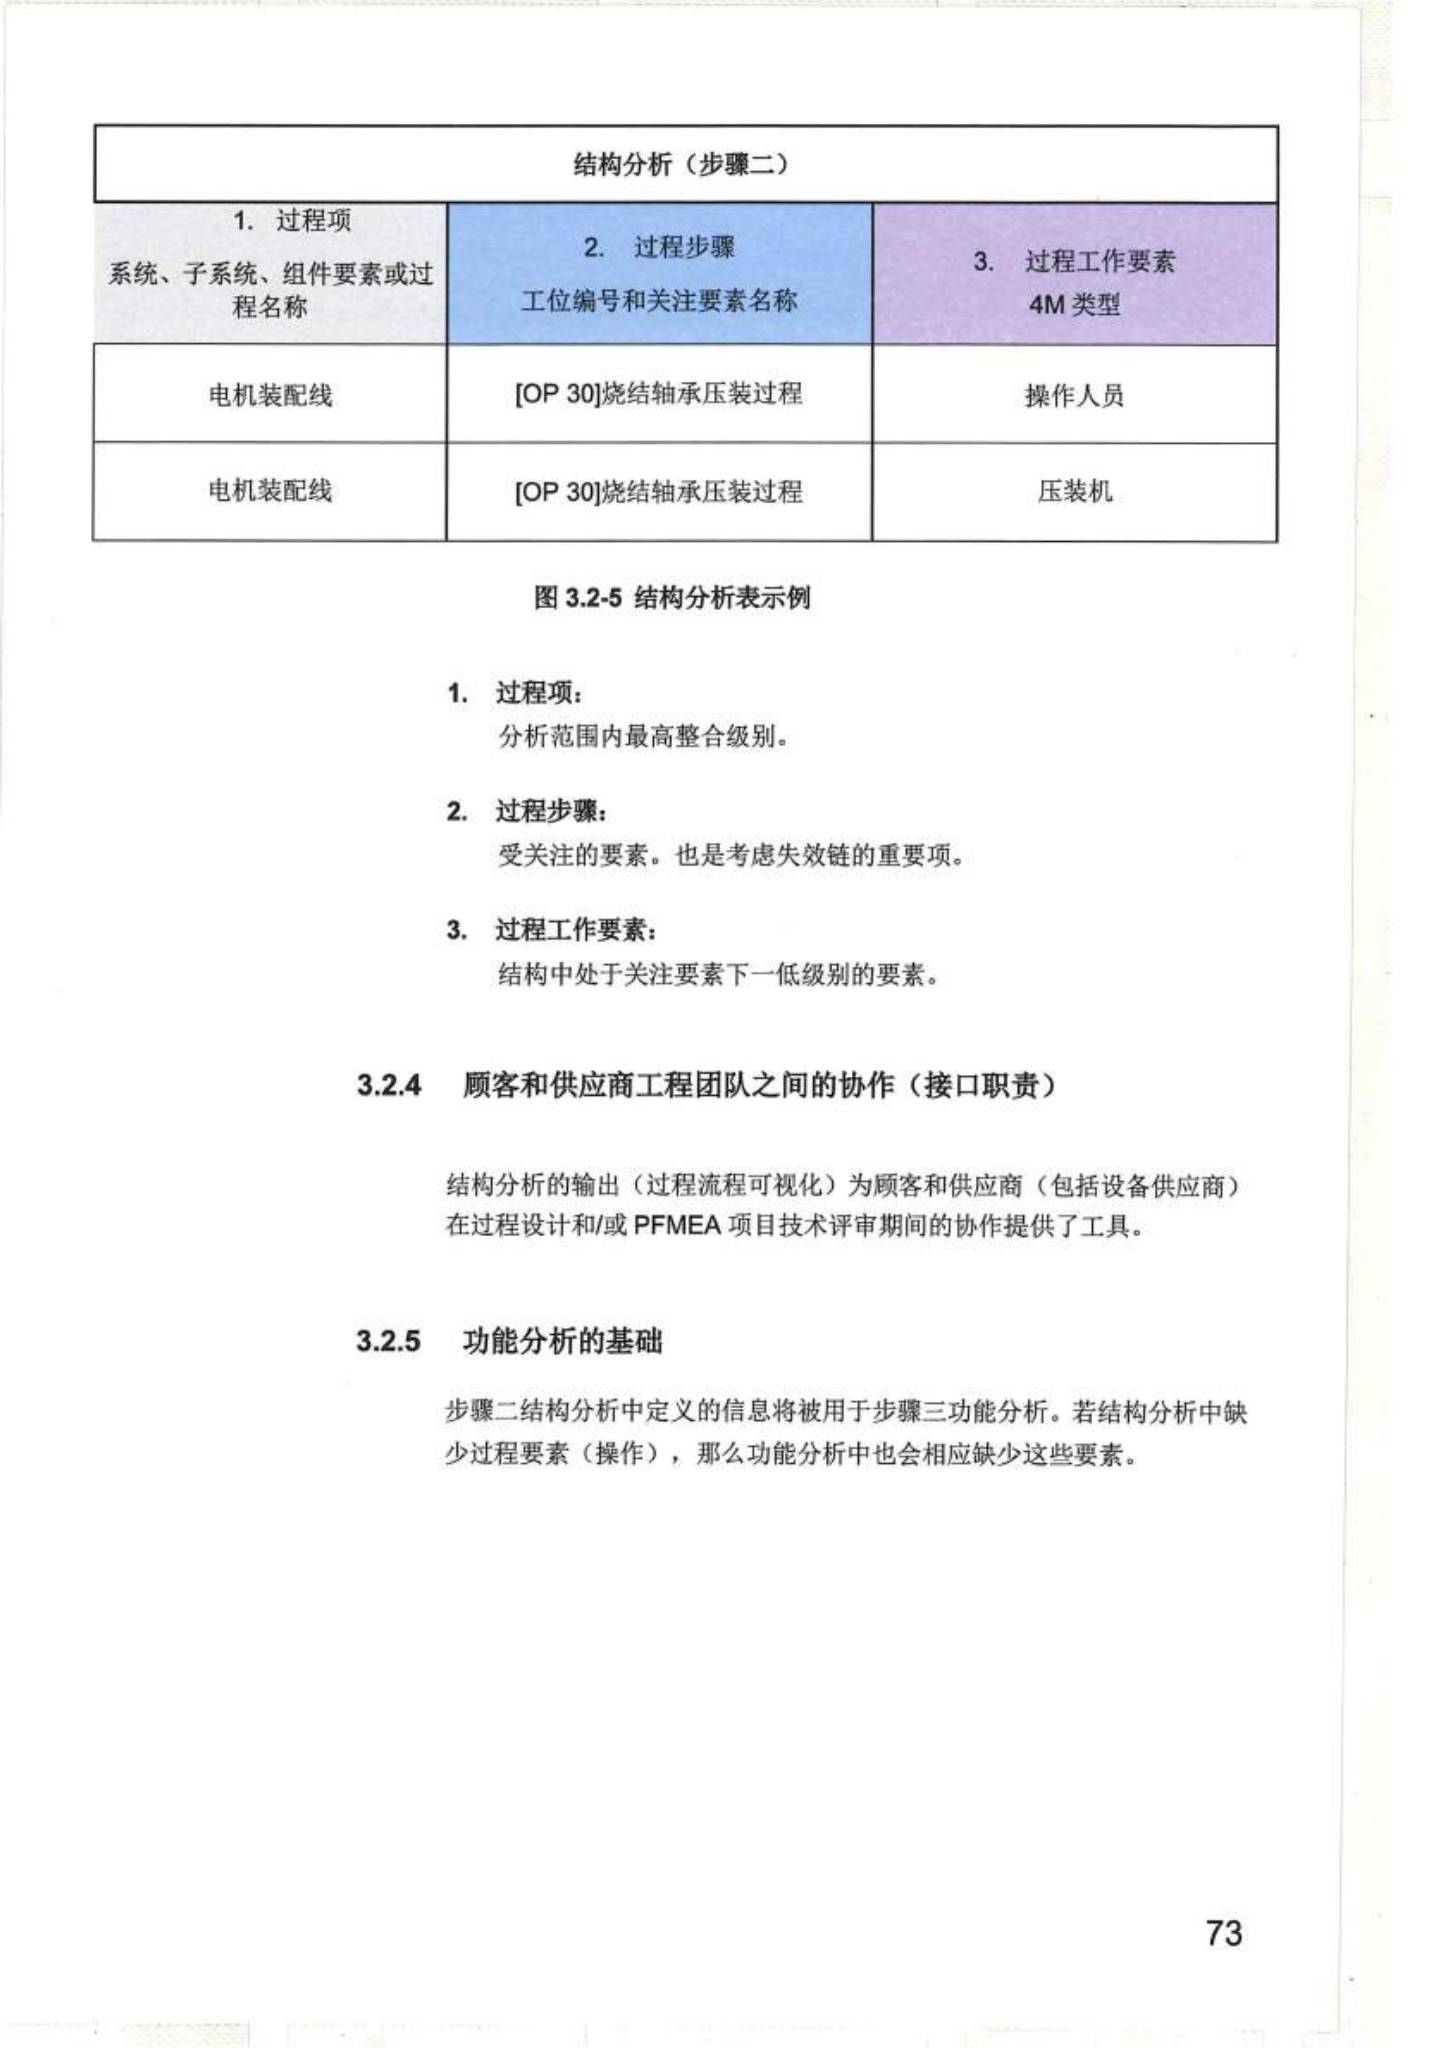 结构分析（步骤二）
1. 过程项
系统、子系统、组件要素或过
程名称
2. 过程步骤
工位编号和关注要素名称
3. 过程工作要素
4M 类型
电机装配线
[OP 30]烧结轴承压装过程
操作人员
电机装配线
[OP 30]烧结轴承压装过程
压装机
图 3.2-5 结构分析表示例
1. 过程项：
分析范围内最高整合级别。
2. 过程步骤：
受关注的要素。也是考虑失效链的重要项。
3. 过程工作要素：
结构中处于关注要素下一低级别的要素。
3.2.4 顾客和供应商工程团队之间的协作（接口职责）
结构分析的输出（过程流程可视化）为顾客和供应商（包括设备供应商）
在过程设计和/或 PFMEA 项目技术评审期间的协作提供了工具。
3.2.5 功能分析的基础
步骤二结构分析中定义的信息将被用于步骤三功能分析。若结构分析中缺
少过程要素（操作），那么功能分析中也会相应缺少这些要素。
73